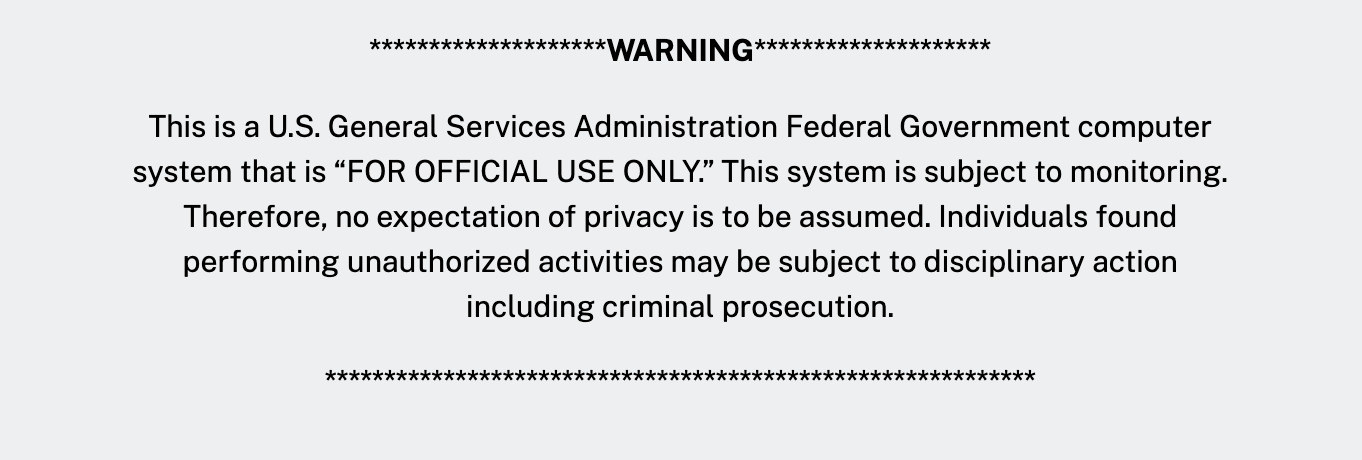 ********************WARNING********************
This is a U.S. General Services Administration Federal Government computer
system that is “FOR OFFICIAL USE ONLY.” This system is subject to monitoring.
Therefore, no expectation of privacy is to be assumed. Individuals found
performing unauthorized activities may be subject to disciplinary action
including criminal prosecution.
************************************************************